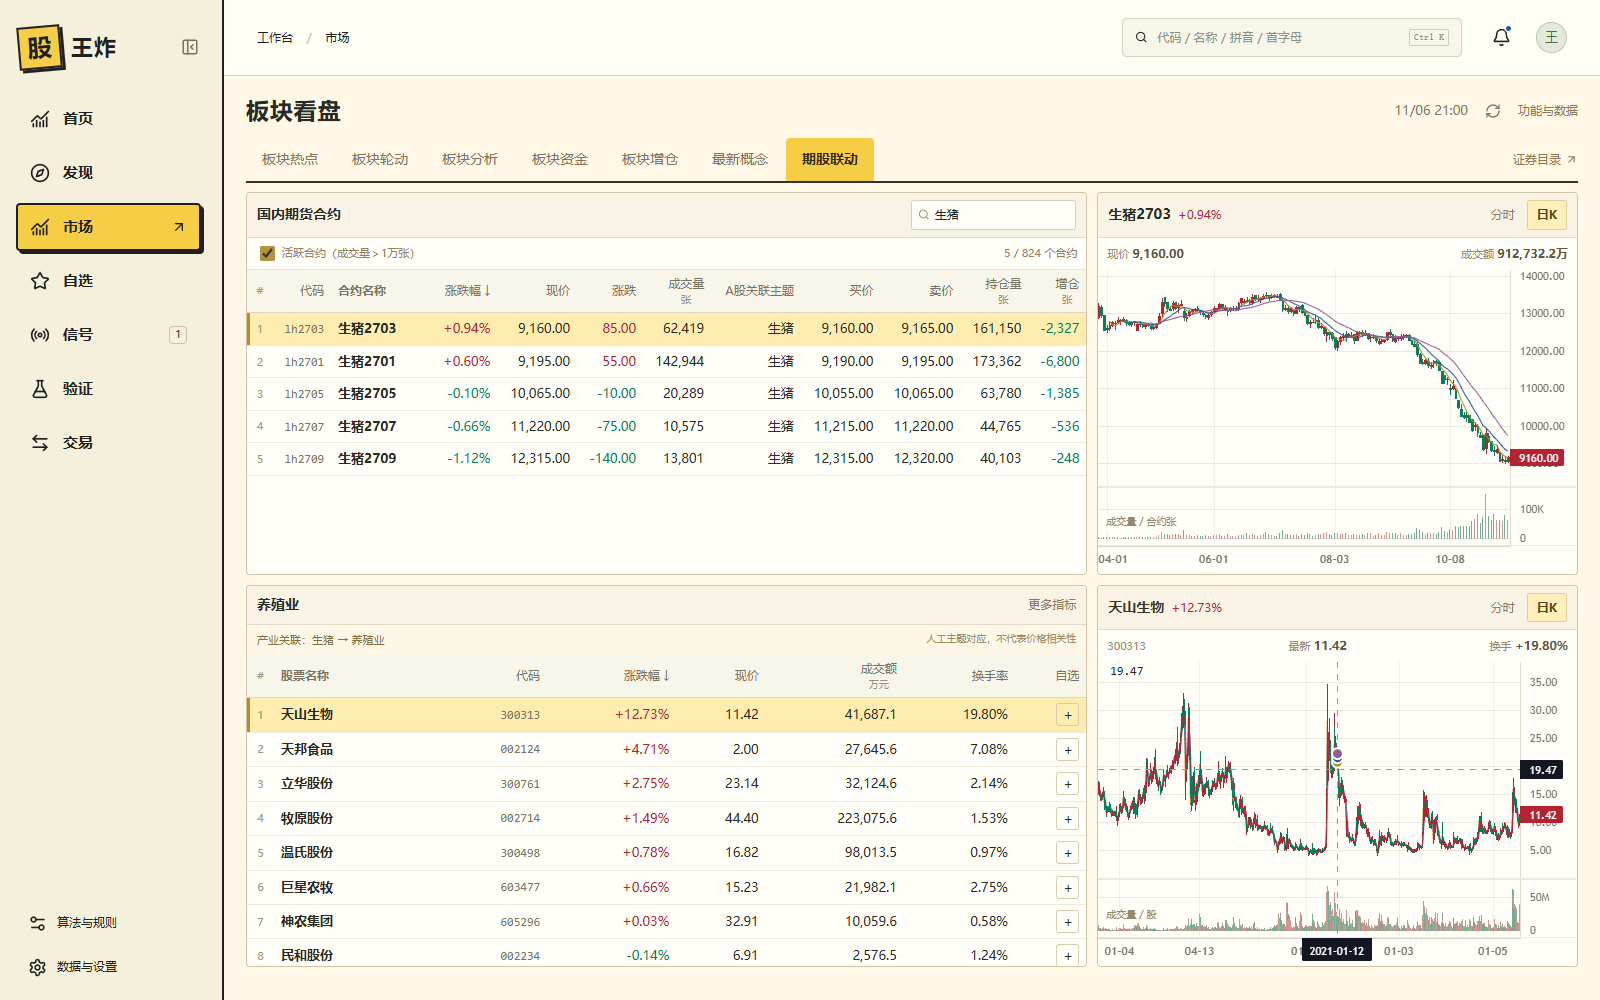 股 王炸
首页
发现
市场
自选
信号 1
验证
交易
算法与规则
数据与设置
工作台 / 市场
代码 / 名称 / 拼音 / 首字母 Ctrl K
王
板块看盘
11/06 21:00 功能与数据
板块热点 板块轮动 板块分析 板块资金 板块增仓 最新概念 期股联动
证券目录
国内期货合约 生猪
活跃合约（成交量 > 1万张） 5 / 824 个合约
# 代码 合约名称 涨跌幅↓ 现价 涨跌 成交量 张 A股关联主题 买价 卖价 持仓量 张 增仓 张
1 lh2703 生猪2703 +0.94% 9,160.00 85.00 62,419 生猪 9,160.00 9,165.00 161,150 -2,327
2 lh2701 生猪2701 +0.60% 9,195.00 55.00 142,944 生猪 9,190.00 9,195.00 173,362 -6,800
3 lh2705 生猪2705 -0.10% 10,065.00 -10.00 20,289 生猪 10,055.00 10,065.00 63,780 -1,385
4 lh2707 生猪2707 -0.66% 11,220.00 -75.00 10,575 生猪 11,215.00 11,220.00 44,765 -536
5 lh2709 生猪2709 -1.12% 12,315.00 -140.00 13,801 生猪 12,315.00 12,320.00 40,103 -248
生猪2703 +0.94% 分时 日K
现价 9,160.00 成交额 912,732.2万
14000.00
13000.00
12000.00
11000.00
10000.00
9160.00
成交量 / 合约张
100K
0
04-01 06-01 08-03 10-08
养殖业 更多指标
产业关联：生猪 → 养殖业 人工主题对应，不代表价格相关性
# 股票名称 代码 涨跌幅↓ 现价 成交额 万元 换手率 自选
1 天山生物 300313 +12.73% 11.42 41,687.1 19.80% +
2 天邦食品 002124 +4.71% 2.00 27,645.6 7.08% +
3 立华股份 300761 +2.75% 23.14 32,124.6 2.14% +
4 牧原股份 002714 +1.49% 44.40 223,075.6 1.53% +
5 温氏股份 300498 +0.78% 16.82 98,013.5 0.97% +
6 巨星农牧 603477 +0.66% 15.23 21,982.1 2.75% +
7 神农集团 605296 +0.03% 32.91 10,059.6 0.58% +
8 民和股份 002234 -0.14% 6.91 2,576.5 1.24% +
天山生物 +12.73% 分时 日K
300313 最新 11.42 换手 +19.80%
19.47
35.00
30.00
25.00
19.47
15.00
11.42
5.00
成交量 / 股
50M
0
01-04 04-13 2021-01-12 01-03 01-05